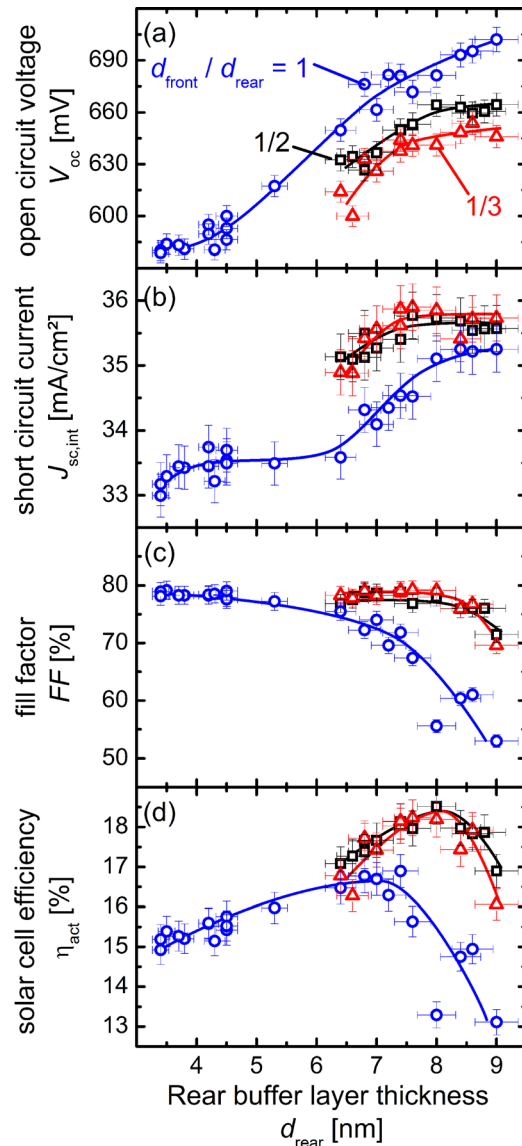 (a)
d_front / d_rear = 1
1/2
1/3
open circuit voltage
V_oc [mV]
690
660
630
600
(b)
short circuit current
J_sc,int [mA/cm²]
36
35
34
33
(c)
fill factor
FF [%]
80
70
60
50
(d)
solar cell efficiency
η_act [%]
18
17
16
15
14
13
4 5 6 7 8 9
Rear buffer layer thickness
d_rear [nm]